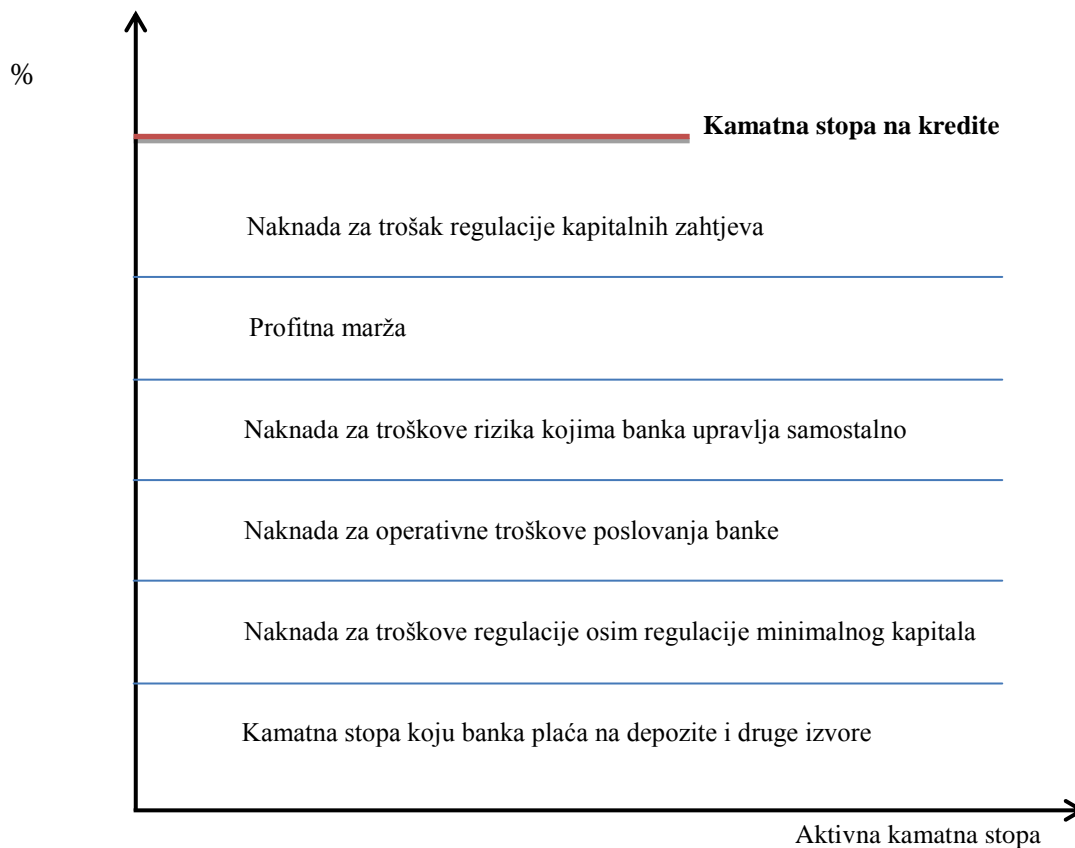 %
Kamatna stopa na kredite
Naknada za trošak regulacije kapitalnih zahtjeva
Profitna marža
Naknada za troškove rizika kojima banka upravlja samostalno
Naknada za operativne troškove poslovanja banke
Naknada za troškove regulacije osim regulacije minimalnog kapitala
Kamatna stopa koju banka plaća na depozite i druge izvore
Aktivna kamatna stopa